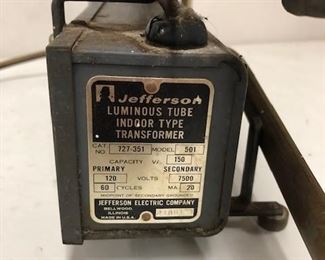 Jefferson
LUMINOUS TUBE
INDOOR TYPE
TRANSFORMER
CAT. NO. 727-351 MODEL 501
CAPACITY V.A. 150
PRIMARY SECONDARY
120 VOLTS 7500
60 CYCLES MA. 20
MIDPOINT OF SECONDARY GROUNDED
JEFFERSON ELECTRIC COMPANY
BELLWOOD,
ILLINOIS
MADE IN U.S.A.